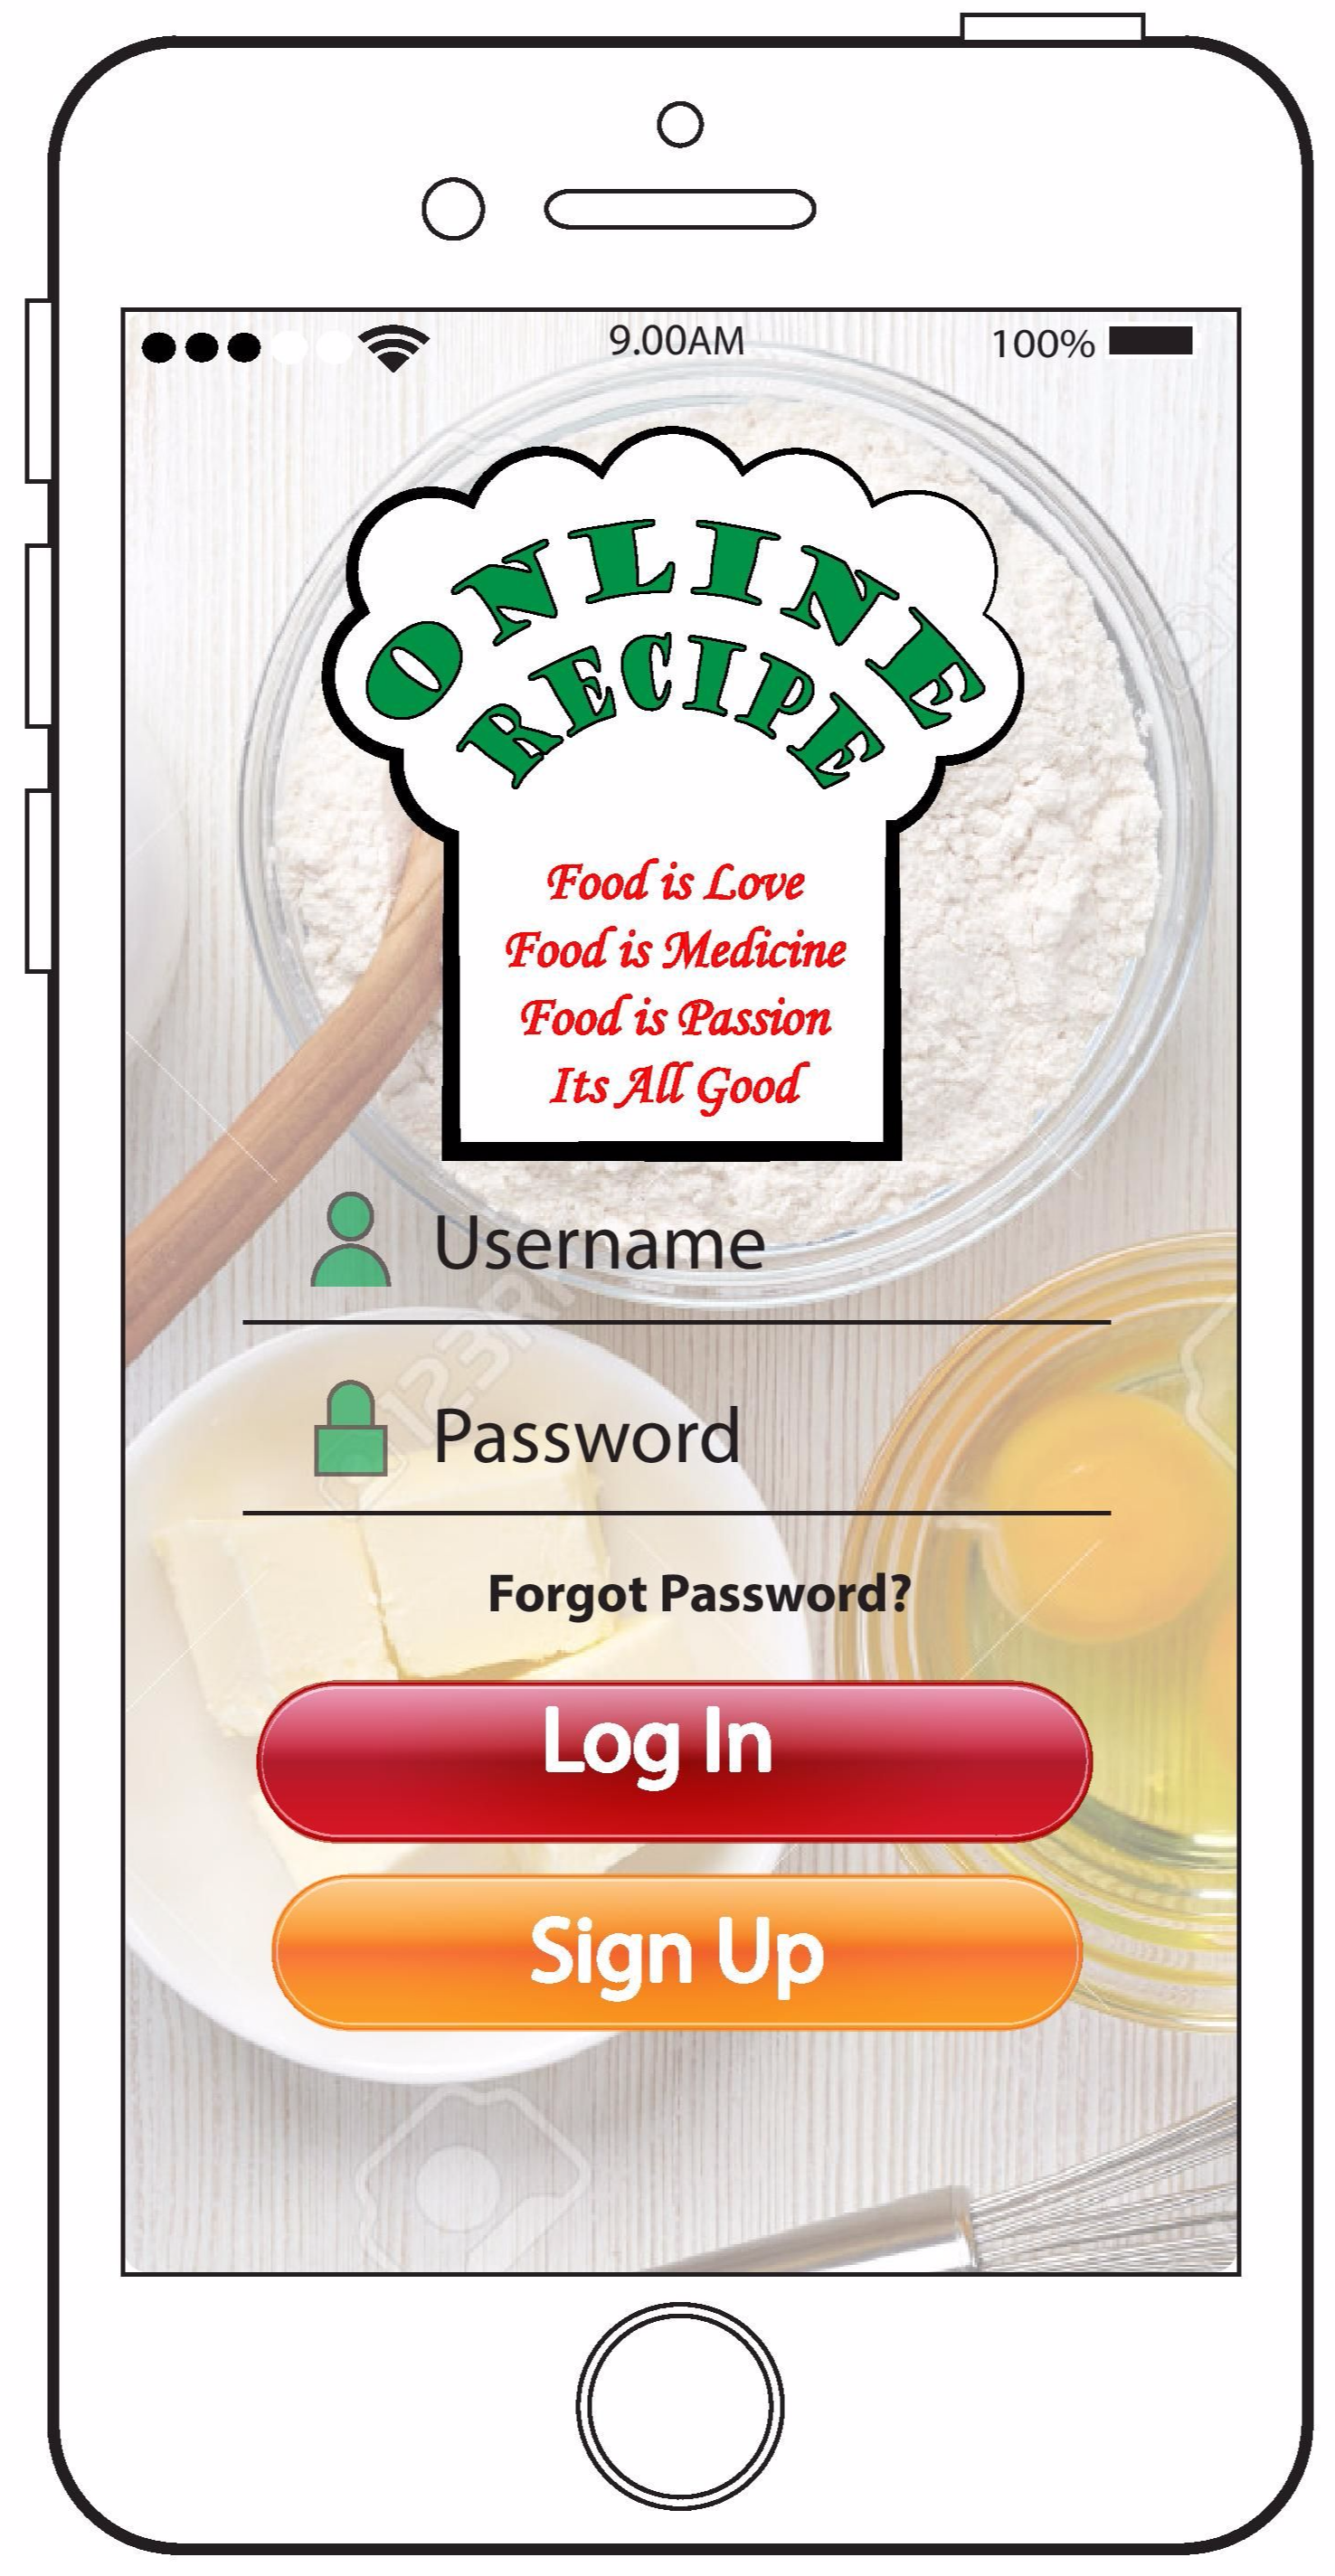 9.00AM
100%
ONLINE
RECIPE
Food is Love
Food is Medicine
Food is Passion
Its All Good
Username
123R
Password
Forgot Password?
Log In
Sign Up